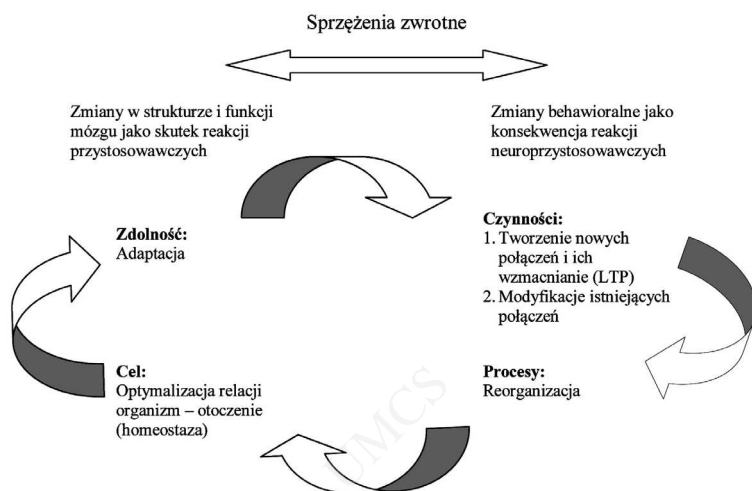 Sprzężenia zwrotne
Zmiany w strukturze i funkcji
mózgu jako skutek reakcji
przystosowawczych
Zmiany behawioralne jako
konsekwencja reakcji
neuroprzystosowawczych
Zdolność:
Adaptacja
Czynności:
1. Tworzenie nowych
połączeń i ich
wzmacnianie (LTP)
2. Modyfikacje istniejących
połączeń
Cel:
Optymalizacja relacji
organizm – otoczenie
(homeostaza)
Procesy:
Reorganizacja
UMCS